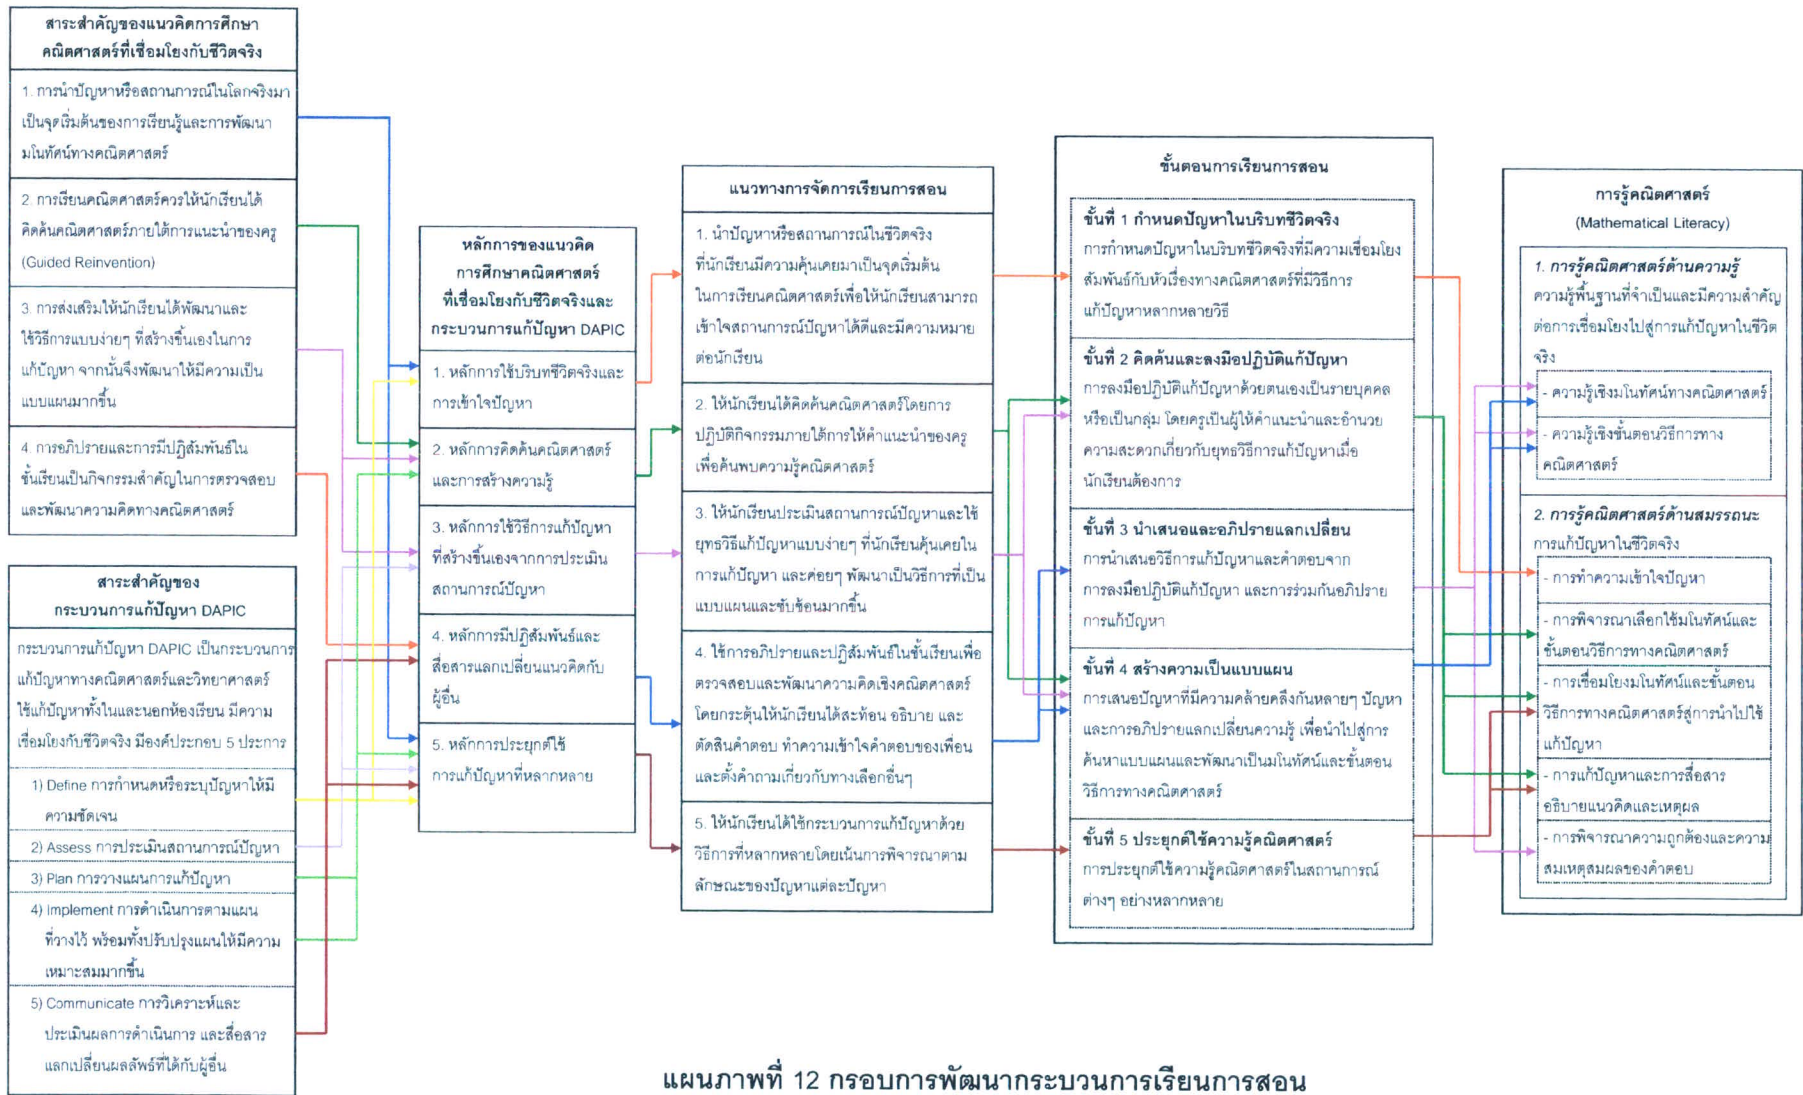 สาระสำคัญของแนวคิดการศึกษา
คณิตศาสตร์ที่เชื่อมโยงกับชีวิตจริง
1. การนำปัญหาหรือสถานการณ์ในโลกจริงมา
เป็นจุดเริ่มต้นของการเรียนรู้และการพัฒนา
มโนทัศน์ทางคณิตศาสตร์
2. การเรียนคณิตศาสตร์ควรให้นักเรียนได้
คิดค้นคณิตศาสตร์ภายใต้การแนะนำของครู
(Guided Reinvention)
3. การส่งเสริมให้นักเรียนได้พัฒนาและ
ใช้วิธีการแบบง่ายๆ ที่สร้างขึ้นเองในการ
แก้ปัญหา จากนั้นจึงพัฒนาให้มีความเป็น
แบบแผนมากขึ้น
4. การอภิปรายและการมีปฏิสัมพันธ์ใน
ชั้นเรียนเป็นกิจกรรมสำคัญในการตรวจสอบ
และพัฒนาความคิดทางคณิตศาสตร์
สาระสำคัญของ
กระบวนการแก้ปัญหา DAPIC
กระบวนการแก้ปัญหา DAPIC เป็นกระบวนการ
แก้ปัญหาทางคณิตศาสตร์และวิทยาศาสตร์
ใช้แก้ปัญหาทั้งในและนอกห้องเรียน มีความ
เชื่อมโยงกับชีวิตจริง มีองค์ประกอบ 5 ประการ
1) Define การกำหนดหรือระบุปัญหาให้มี
ความชัดเจน
2) Assess การประเมินสถานการณ์ปัญหา
3) Plan การวางแผนการแก้ปัญหา
4) Implement การดำเนินการตามแผน
ที่วางไว้ พร้อมทั้งปรับปรุงแผนให้มีความ
เหมาะสมมากขึ้น
5) Communicate การวิเคราะห์และ
ประเมินผลการดำเนินการ และสื่อสาร
แลกเปลี่ยนผลลัพธ์ที่ได้กับผู้อื่น
หลักการของแนวคิด
การศึกษาคณิตศาสตร์
ที่เชื่อมโยงกับชีวิตจริงและ
กระบวนการแก้ปัญหา DAPIC
1. หลักการใช้บริบทชีวิตจริงและ
การเข้าใจปัญหา
2. หลักการคิดค้นคณิตศาสตร์
และการสร้างความรู้
3. หลักการใช้วิธีการแก้ปัญหา
ที่สร้างขึ้นเองจากการประเมิน
สถานการณ์ปัญหา
4. หลักการมีปฏิสัมพันธ์และ
สื่อสารแลกเปลี่ยนแนวคิดกับ
ผู้อื่น
5. หลักการประยุกต์ใช้
การแก้ปัญหาที่หลากหลาย
แนวทางการจัดการเรียนการสอน
1. นำปัญหาหรือสถานการณ์ในชีวิตจริง
ที่นักเรียนมีความคุ้นเคยมาเป็นจุดเริ่มต้น
ในการเรียนคณิตศาสตร์เพื่อให้นักเรียนสามารถ
เข้าใจสถานการณ์ปัญหาได้ดีและมีความหมาย
ต่อนักเรียน
2. ให้นักเรียนได้คิดค้นคณิตศาสตร์โดยการ
ปฏิบัติกิจกรรมภายใต้การให้คำแนะนำของครู
เพื่อค้นพบความรู้คณิตศาสตร์
3. ให้นักเรียนประเมินสถานการณ์ปัญหาและใช้
ยุทธวิธีแก้ปัญหาแบบง่ายๆ ที่นักเรียนคุ้นเคยใน
การแก้ปัญหา และค่อยๆ พัฒนาเป็นวิธีการที่เป็น
แบบแผนและซับซ้อนมากขึ้น
4. ใช้การอภิปรายและปฏิสัมพันธ์ในชั้นเรียนเพื่อ
ตรวจสอบและพัฒนาความคิดเชิงคณิตศาสตร์
โดยกระตุ้นให้นักเรียนได้สะท้อน อธิบาย และ
ตัดสินคำตอบ ทำความเข้าใจคำตอบของเพื่อน
และตั้งคำถามเกี่ยวกับทางเลือกอื่นๆ
5. ให้นักเรียนได้ใช้กระบวนการแก้ปัญหาด้วย
วิธีการที่หลากหลายโดยเน้นการพิจารณาตาม
ลักษณะของปัญหาแต่ละปัญหา
ขั้นตอนการเรียนการสอน
ขั้นที่ 1 กำหนดปัญหาในบริบทชีวิตจริง
การกำหนดปัญหาในบริบทชีวิตจริงที่มีความเชื่อมโยง
สัมพันธ์กับหัวเรื่องทางคณิตศาสตร์ที่มีวิธีการ
แก้ปัญหาหลากหลายวิธี
ขั้นที่ 2 คิดค้นและลงมือปฏิบัติแก้ปัญหา
การลงมือปฏิบัติแก้ปัญหาด้วยตนเองเป็นรายบุคคล
หรือเป็นกลุ่ม โดยครูเป็นผู้ให้คำแนะนำและอำนวย
ความสะดวกเกี่ยวกับยุทธวิธีการแก้ปัญหาเมื่อ
นักเรียนต้องการ
ขั้นที่ 3 นำเสนอและอภิปรายแลกเปลี่ยน
การนำเสนอวิธีการแก้ปัญหาและคำตอบจาก
การลงมือปฏิบัติแก้ปัญหา และการร่วมกันอภิปราย
การแก้ปัญหา
ขั้นที่ 4 สร้างความเป็นแบบแผน
การเสนอปัญหาที่มีความคล้ายคลึงกันหลายๆ ปัญหา
และการอภิปรายแลกเปลี่ยนความรู้ เพื่อนำไปสู่การ
ค้นหาแบบแผนและพัฒนาเป็นมโนทัศน์และขั้นตอน
วิธีการทางคณิตศาสตร์
ขั้นที่ 5 ประยุกต์ใช้ความรู้คณิตศาสตร์
การประยุกต์ใช้ความรู้คณิตศาสตร์ในสถานการณ์
ต่างๆ อย่างหลากหลาย
การรู้คณิตศาสตร์
(Mathematical Literacy)
1. การรู้คณิตศาสตร์ด้านความรู้
ความรู้พื้นฐานที่จำเป็นและมีความสำคัญ
ต่อการเชื่อมโยงไปสู่การแก้ปัญหาในชีวิต
จริง
- ความรู้เชิงมโนทัศน์ทางคณิตศาสตร์
- ความรู้เชิงขั้นตอนวิธีการทาง
คณิตศาสตร์
2. การรู้คณิตศาสตร์ด้านสมรรถนะ
การแก้ปัญหาในชีวิตจริง
- การทำความเข้าใจปัญหา
- การพิจารณาเลือกใช้มโนทัศน์และ
ขั้นตอนวิธีการทางคณิตศาสตร์
- การเชื่อมโยงมโนทัศน์และขั้นตอน
วิธีการทางคณิตศาสตร์สู่การนำไปใช้
แก้ปัญหา
- การแก้ปัญหาและการสื่อสาร
อธิบายแนวคิดและเหตุผล
- การพิจารณาความถูกต้องและความ
สมเหตุสมผลของคำตอบ
แผนภาพที่ 12 กรอบการพัฒนากระบวนการเรียนการสอน